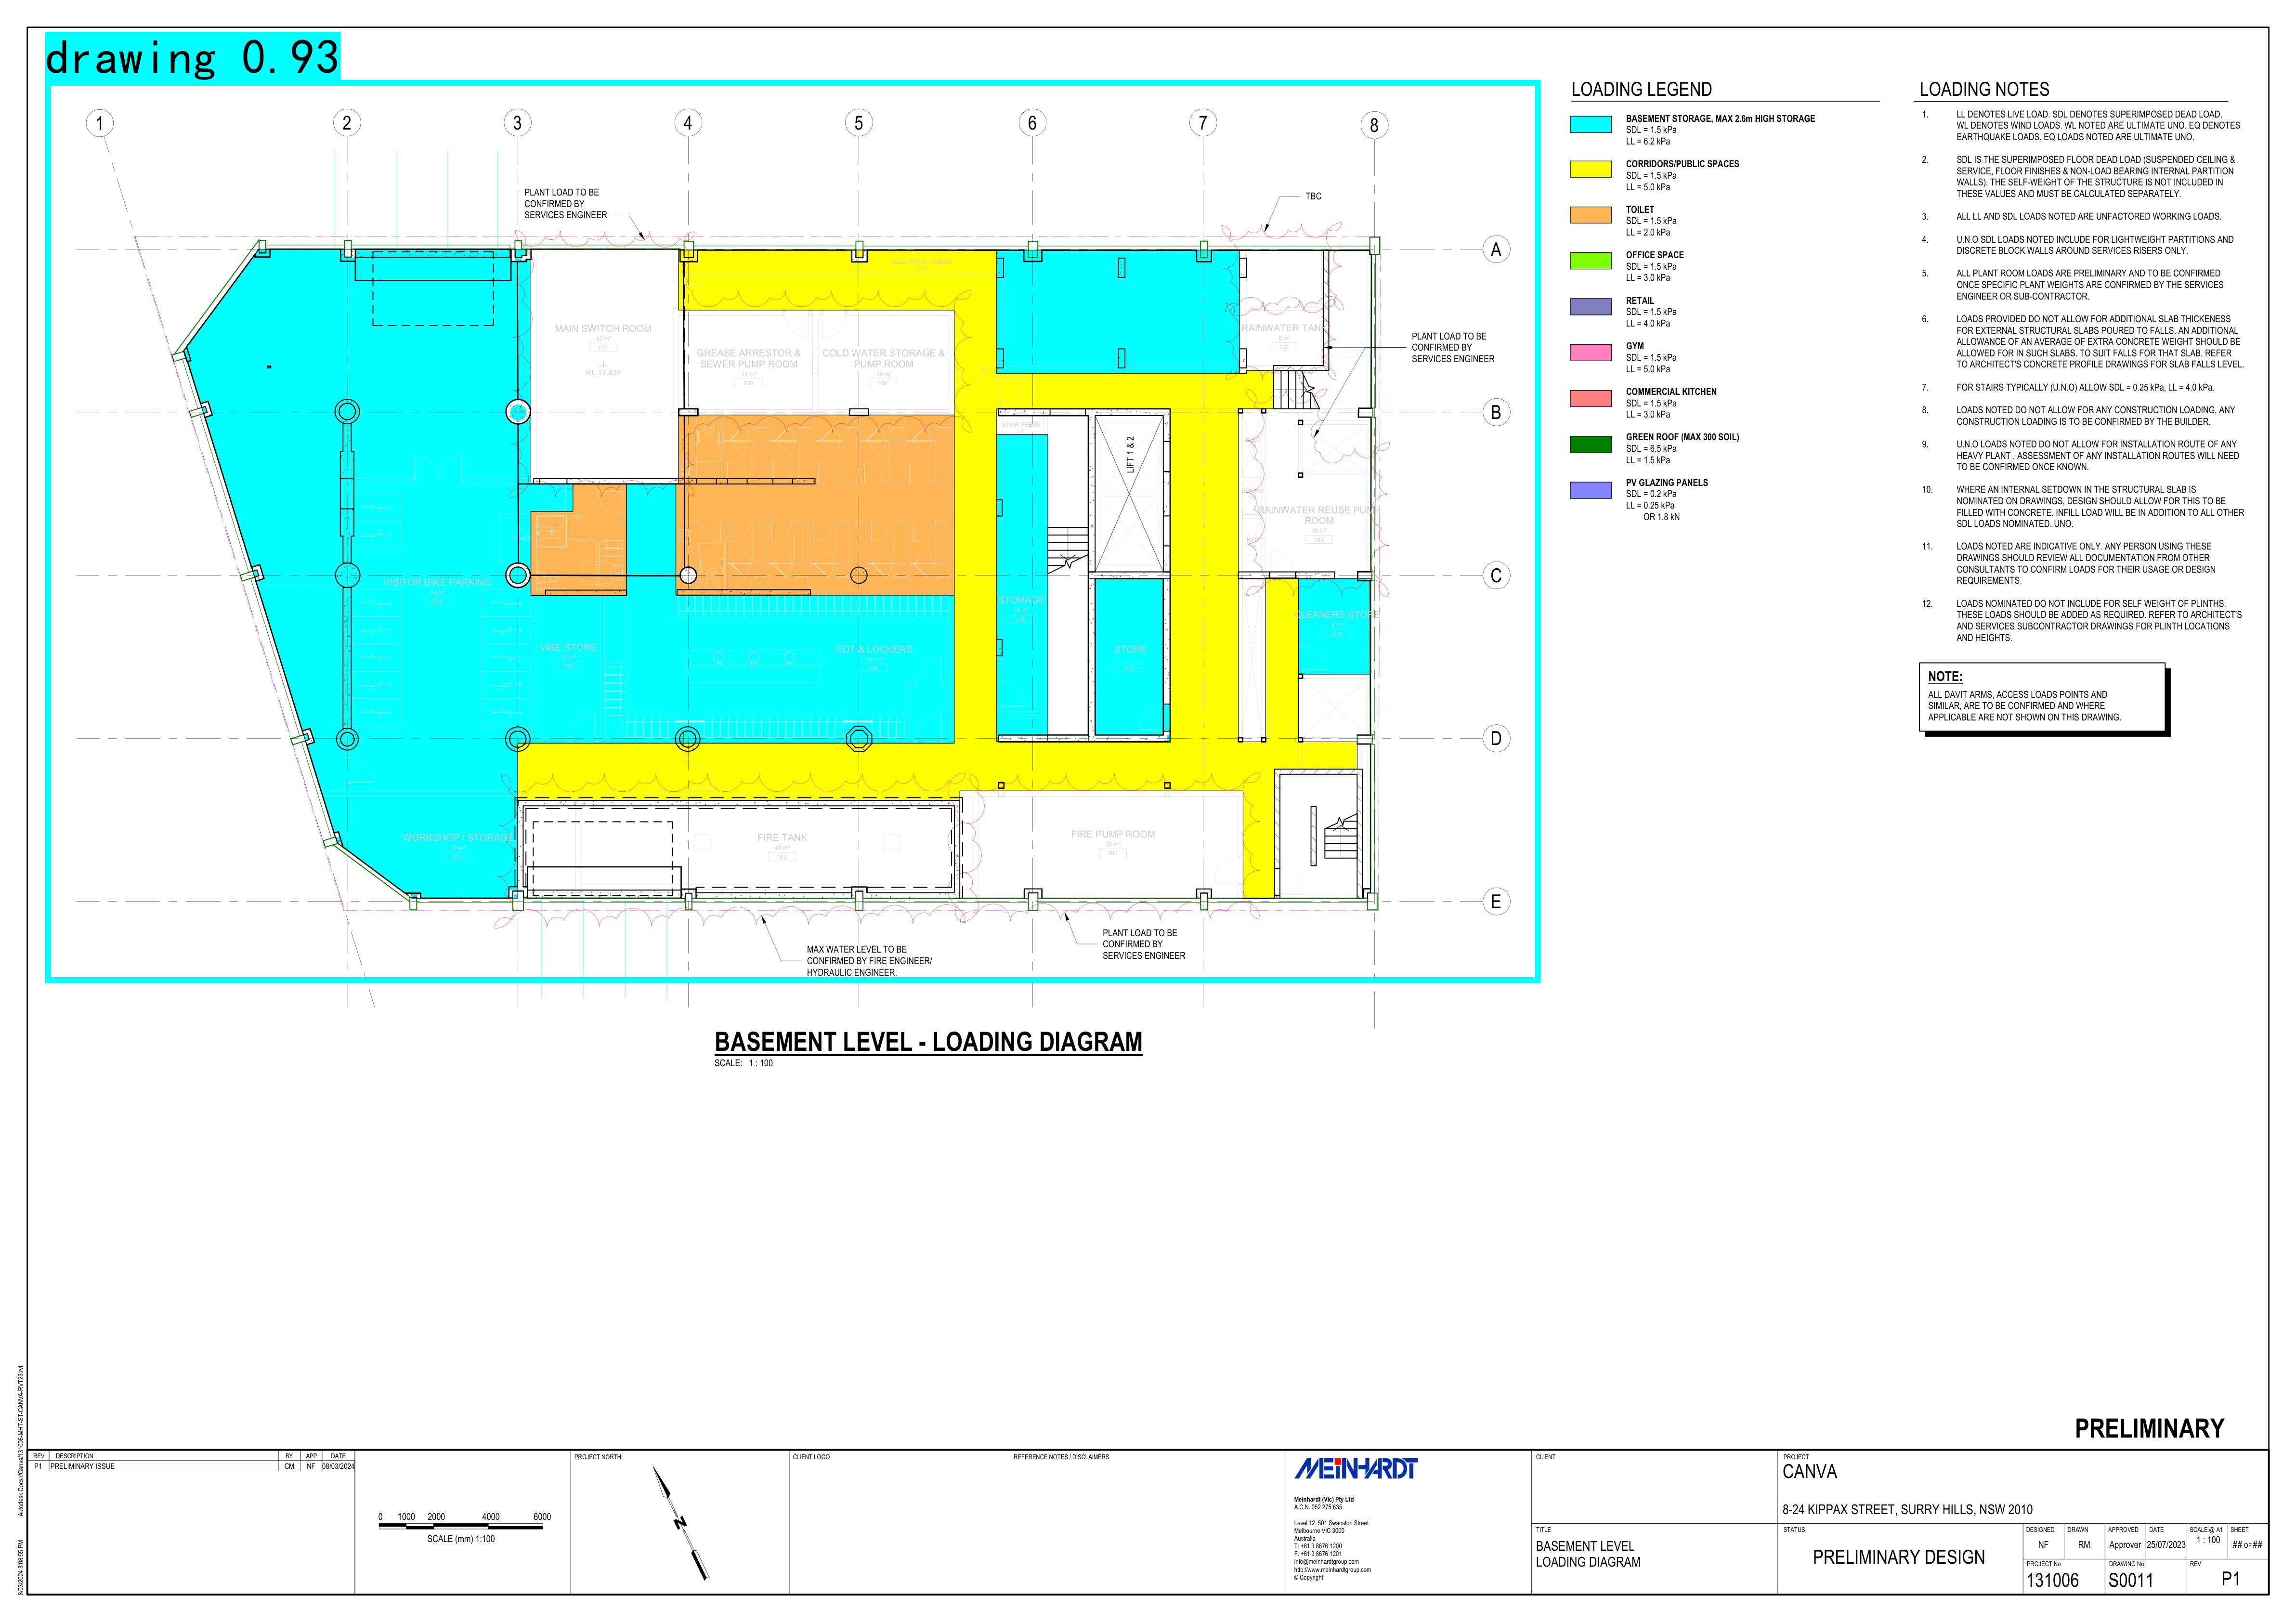 drawing 0.93
1
2
3
4
5
6
7
8
A
B
C
D
E
PLANT LOAD TO BE
CONFIRMED BY
SERVICES ENGINEER
TBC
PLANT LOAD TO BE
CONFIRMED BY
SERVICES ENGINEER
ELECTRICAL CABLES
MAIN SWITCH ROOM
42 m²
187
RL 17.637
GREASE ARRESTOR &
SEWER PUMP ROOM
17 m²
230
COLD WATER STORAGE &
PUMP ROOM
231
RAINWATER TANK
232
STAIR PRESS
LIFT 1 & 2
RAINWATER REUSE PUMP
ROOM
VISITOR BIKE PARKING
STORAGE
CLEANERS STORE
VIBE STORE
EOT & LOCKERS
STORE
WORKSHOP / STORAGE
FIRE TANK
FIRE PUMP ROOM
190
MAX WATER LEVEL TO BE
CONFIRMED BY FIRE ENGINEER/
HYDRAULIC ENGINEER.
PLANT LOAD TO BE
CONFIRMED BY
SERVICES ENGINEER
BASEMENT LEVEL - LOADING DIAGRAM
SCALE: 1 : 100
LOADING LEGEND
BASEMENT STORAGE, MAX 2.6m HIGH STORAGE
SDL = 1.5 kPa
LL = 6.2 kPa
CORRIDORS/PUBLIC SPACES
SDL = 1.5 kPa
LL = 5.0 kPa
TOILET
SDL = 1.5 kPa
LL = 2.0 kPa
OFFICE SPACE
SDL = 1.5 kPa
LL = 3.0 kPa
RETAIL
SDL = 1.5 kPa
LL = 4.0 kPa
GYM
SDL = 1.5 kPa
LL = 5.0 kPa
COMMERCIAL KITCHEN
SDL = 1.5 kPa
LL = 3.0 kPa
GREEN ROOF (MAX 300 SOIL)
SDL = 6.5 kPa
LL = 1.5 kPa
PV GLAZING PANELS
SDL = 0.2 kPa
LL = 0.25 kPa
OR 1.8 kN
LOADING NOTES
1. LL DENOTES LIVE LOAD. SDL DENOTES SUPERIMPOSED DEAD LOAD.
WL DENOTES WIND LOADS. WL NOTED ARE ULTIMATE UNO. EQ DENOTES
EARTHQUAKE LOADS. EQ LOADS NOTED ARE ULTIMATE UNO.
2. SDL IS THE SUPERIMPOSED FLOOR DEAD LOAD (SUSPENDED CEILING &
SERVICE, FLOOR FINISHES & NON-LOAD BEARING INTERNAL PARTITION
WALLS). THE SELF-WEIGHT OF THE STRUCTURE IS NOT INCLUDED IN
THESE VALUES AND MUST BE CALCULATED SEPARATELY.
3. ALL LL AND SDL LOADS NOTED ARE UNFACTORED WORKING LOADS.
4. U.N.O SDL LOADS NOTED INCLUDE FOR LIGHTWEIGHT PARTITIONS AND
DISCRETE BLOCK WALLS AROUND SERVICES RISERS ONLY.
5. ALL PLANT ROOM LOADS ARE PRELIMINARY AND TO BE CONFIRMED
ONCE SPECIFIC PLANT WEIGHTS ARE CONFIRMED BY THE SERVICES
ENGINEER OR SUB-CONTRACTOR.
6. LOADS PROVIDED DO NOT ALLOW FOR ADDITIONAL SLAB THICKNESS
FOR EXTERNAL STRUCTURAL SLABS POURED TO FALLS. AN ADDITIONAL
ALLOWANCE OF AN AVERAGE OF EXTRA CONCRETE WEIGHT SHOULD BE
ALLOWED FOR IN SUCH SLABS. TO SUIT FALLS FOR THAT SLAB. REFER
TO ARCHITECT'S CONCRETE PROFILE DRAWINGS FOR SLAB FALLS LEVEL.
7. FOR STAIRS TYPICALLY (U.N.O) ALLOW SDL = 0.25 kPa, LL = 4.0 kPa.
8. LOADS NOTED DO NOT ALLOW FOR ANY CONSTRUCTION LOADING, ANY
CONSTRUCTION LOADING IS TO BE CONFIRMED BY THE BUILDER.
9. U.N.O LOADS NOTED DO NOT ALLOW FOR INSTALLATION ROUTE OF ANY
HEAVY PLANT . ASSESSMENT OF ANY INSTALLATION ROUTES WILL NEED
TO BE CONFIRMED ONCE KNOWN.
10. WHERE AN INTERNAL SETDOWN IN THE STRUCTURAL SLAB IS
NOMINATED ON DRAWINGS, DESIGN SHOULD ALLOW FOR THIS TO BE
FILLED WITH CONCRETE. INFILL LOAD WILL BE IN ADDITION TO ALL OTHER
SDL LOADS NOMINATED. UNO.
11. LOADS NOTED ARE INDICATIVE ONLY. ANY PERSON USING THESE
DRAWINGS SHOULD REVIEW ALL DOCUMENTATION FROM OTHER
CONSULTANTS TO CONFIRM LOADS FOR THEIR USAGE OR DESIGN
REQUIREMENTS.
12. LOADS NOMINATED DO NOT INCLUDE FOR SELF WEIGHT OF PLINTHS.
THESE LOADS SHOULD BE ADDED AS REQUIRED. REFER TO ARCHITECT'S
AND SERVICES SUBCONTRACTOR DRAWINGS FOR PLINTH LOCATIONS
AND HEIGHTS.
NOTE:
ALL DAVIT ARMS, ACCESS LOADS POINTS AND
SIMILAR, ARE TO BE CONFIRMED AND WHERE
APPLICABLE ARE NOT SHOWN ON THIS DRAWING.
PRELIMINARY
8/03/2024 3:08:55 PM Autodesk Docs://Canva/131006-MHT-ST-CANVA-RVT23.rvt
REV DESCRIPTION BY APP DATE
P1 PRELIMINARY ISSUE CM NF 08/03/2024
0 1000 2000 4000 6000
SCALE (mm) 1:100
PROJECT NORTH
N
CLIENT LOGO
REFERENCE NOTES / DISCLAIMERS
MEINHARDT
Meinhardt (Vic) Pty Ltd
A.C.N. 052 275 635
Level 12, 501 Swanston Street
Melbourne VIC 3000
Australia
T: +61 3 8676 1200
F: +61 3 8676 1201
info@meinhardtgroup.com
http://www.meinhardtgroup.com
© Copyright
CLIENT
TITLE
BASEMENT LEVEL
LOADING DIAGRAM
PROJECT
CANVA
8-24 KIPPAX STREET, SURRY HILLS, NSW 2010
STATUS
PRELIMINARY DESIGN
DESIGNED DRAWN APPROVED DATE SCALE @ A1 SHEET
NF RM Approver 25/07/2023 1 : 100 ## OF ##
PROJECT No DRAWING No REV
131006 S0011 P1